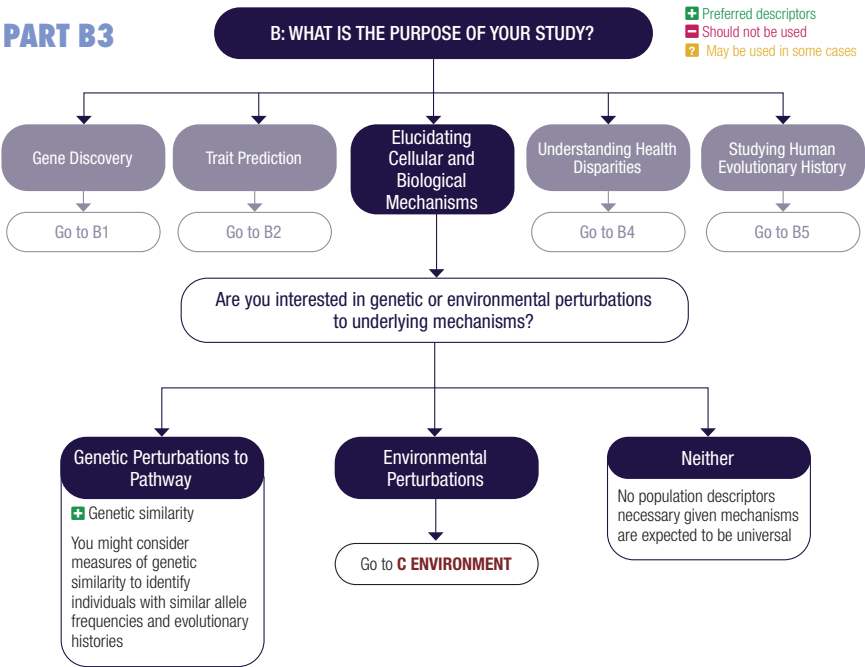 PART B3
B: WHAT IS THE PURPOSE OF YOUR STUDY?
+ Preferred descriptors
− Should not be used
? May be used in some cases
Gene Discovery
Trait Prediction
Elucidating
Cellular and
Biological
Mechanisms
Understanding Health
Disparities
Studying Human
Evolutionary History
Go to B1
Go to B2
Go to B4
Go to B5
Are you interested in genetic or environmental perturbations
to underlying mechanisms?
Genetic Perturbations to
Pathway
+ Genetic similarity
You might consider
measures of genetic
similarity to identify
individuals with similar allele
frequencies and evolutionary
histories
Environmental
Perturbations
Go to C ENVIRONMENT
Neither
No population descriptors
necessary given mechanisms
are expected to be universal